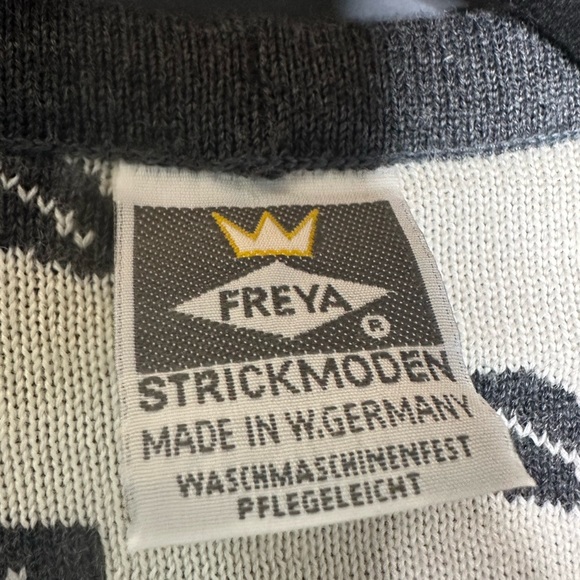 FREYA
®
STRICKMODEN
MADE IN W.GERMANY
WASCHMASCHINENFEST
PFLEGELEICHT